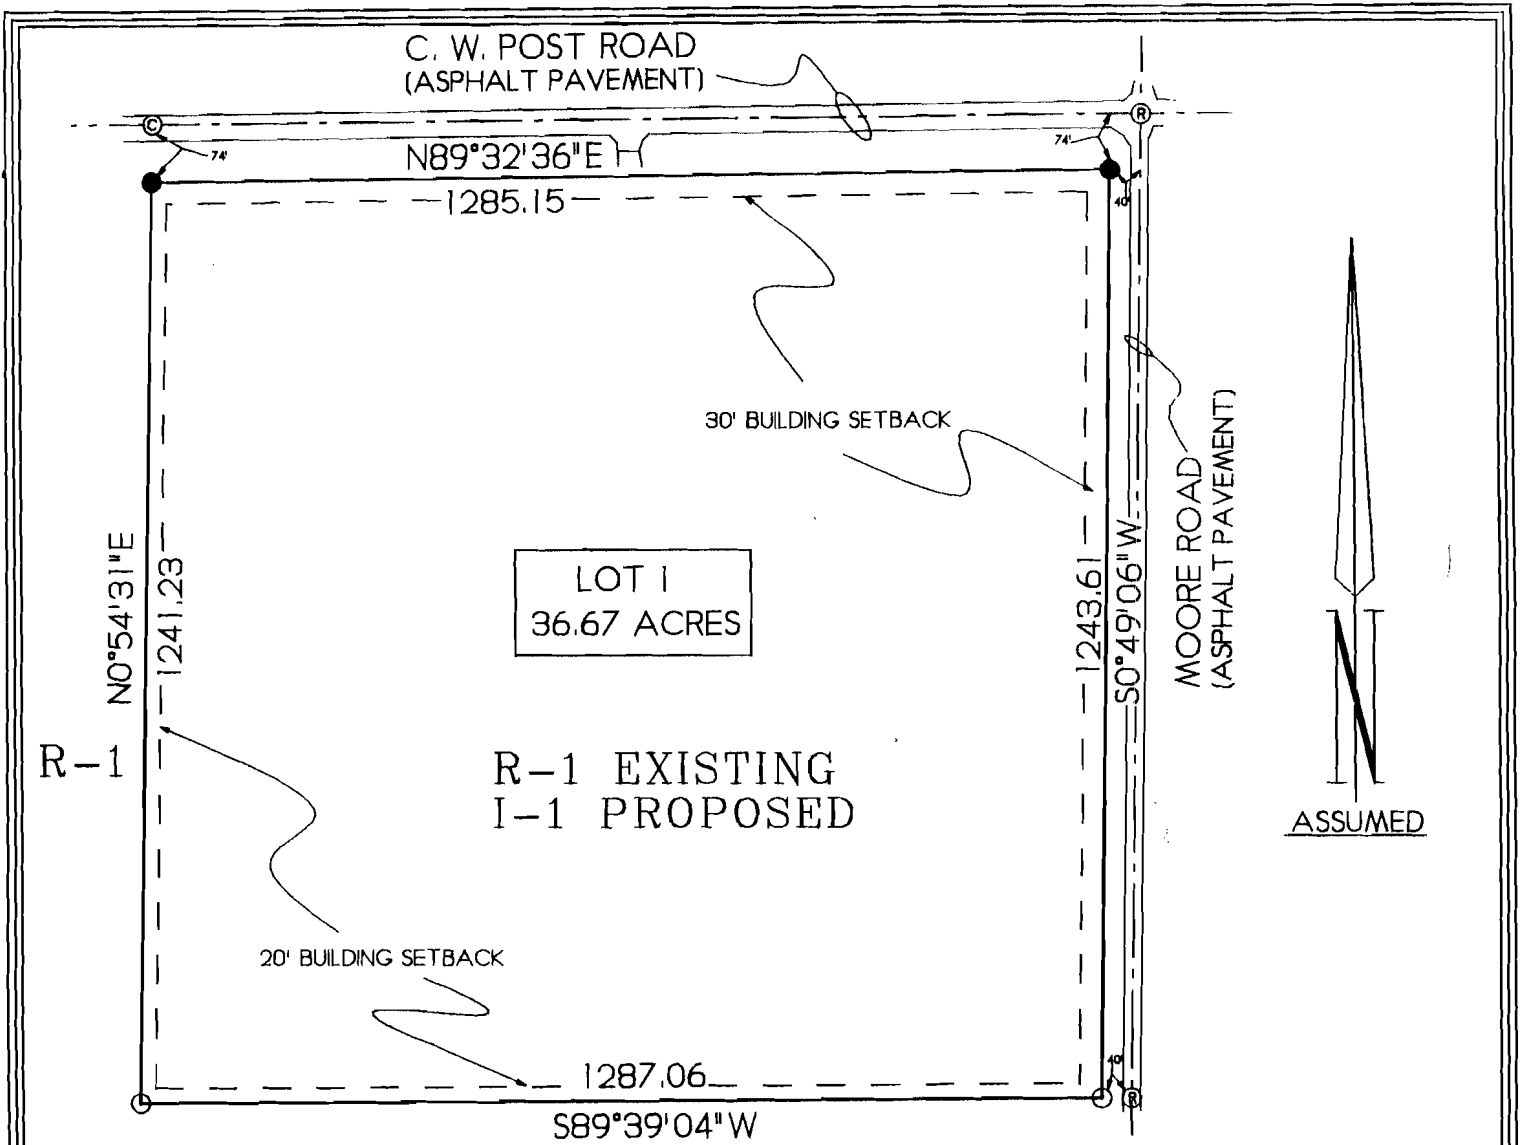 C. W. POST ROAD
(ASPHALT PAVEMENT)
C
R
74'
74'
N89°32'36"E
1285.15
40'
30' BUILDING SETBACK
N0°54'31"E
1241.23
LOT 1
36.67 ACRES
1243.61
S0°49'06"W
MOORE ROAD
(ASPHALT PAVEMENT)
R-1
R-1 EXISTING
I-1 PROPOSED
N
ASSUMED
20' BUILDING SETBACK
40'
1287.06
R
S89°39'04"W